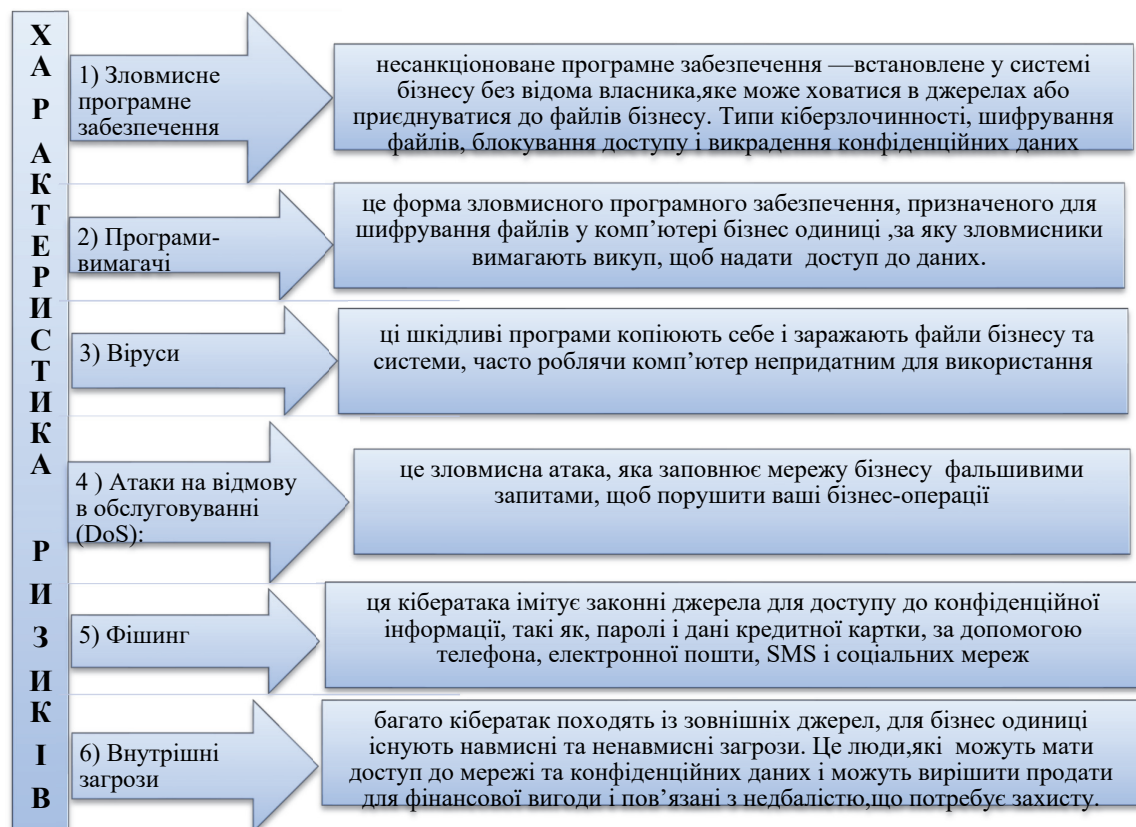 ХАРАКТЕРИСТИКА РИЗИКІВ
1) Зловмисне
програмне
забезпечення
несанкціоноване програмне забезпечення —встановлене у системі
бізнесу без відома власника,яке може ховатися в джерелах або
приєднуватися до файлів бізнесу. Типи кіберзлочинності, шифрування
файлів, блокування доступу і викрадення конфіденційних даних
2) Програми-
вимагачі
це форма зловмисного програмного забезпечення, призначеного для
шифрування файлів у комп’ютері бізнес одиниці ,за яку зловмисники
вимагають викуп, щоб надати доступ до даних.
3) Віруси
ці шкідливі програми копіюють себе і заражають файли бізнесу та
системи, часто роблячи комп’ютер непридатним для використання
4 ) Атаки на відмову
в обслуговуванні
(DoS):
це зловмисна атака, яка заповнює мережу бізнесу фальшивими
запитами, щоб порушити ваші бізнес-операції
5) Фішинг
ця кібератака імітує законні джерела для доступу до конфіденційної
інформації, такі як, паролі і дані кредитної картки, за допомогою
телефона, електронної пошти, SMS і соціальних мереж
6) Внутрішні
загрози
багато кібератак походять із зовнішніх джерел, для бізнес одиниці
існують навмисні та ненавмисні загрози. Це люди,які можуть мати
доступ до мережі та конфіденційних даних і можуть вирішити продати
для фінансової вигоди і пов’язані з недбалістю,що потребує захисту.